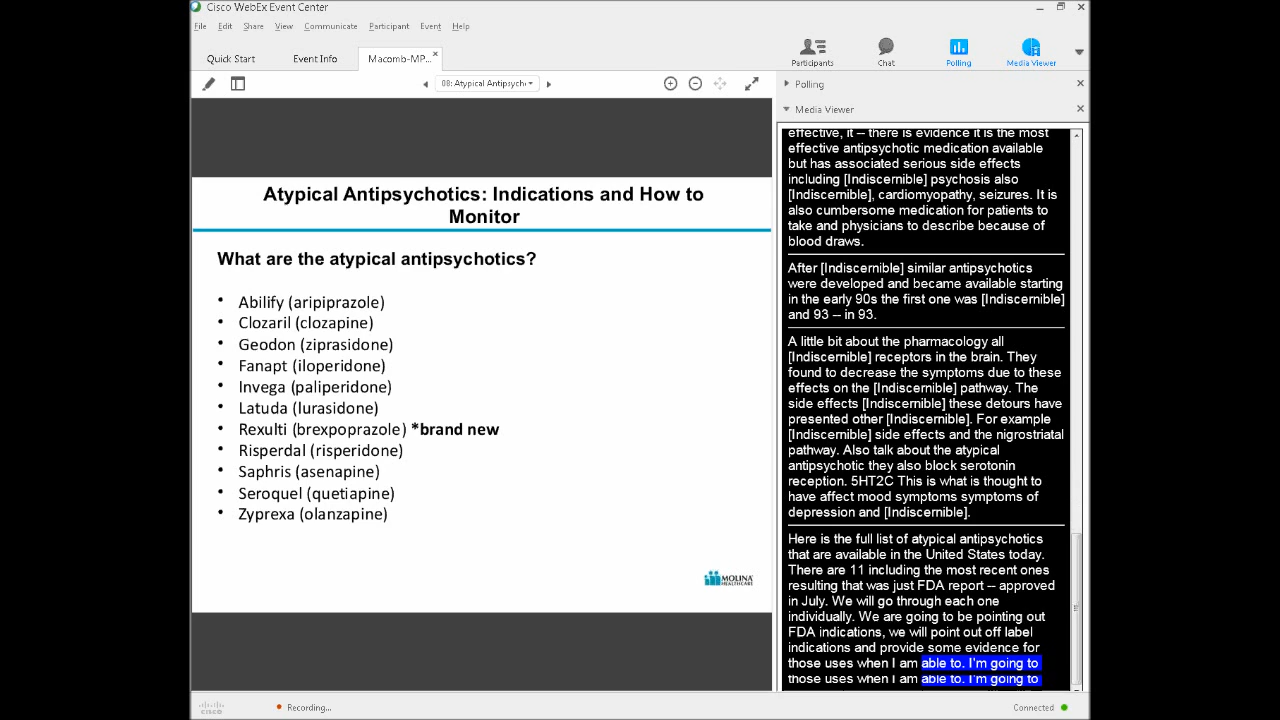 Cisco WebEx Event Center
File Edit Share View Communicate Participant Event Help
Quick Start Event Info Macomb-MP...
Participants Chat Polling Media Viewer
08: Atypical Antipsych
Polling
Media Viewer
Atypical Antipsychotics: Indications and How to
Monitor
What are the atypical antipsychotics?
• Abilify (aripiprazole)
• Clozaril (clozapine)
• Geodon (ziprasidone)
• Fanapt (iloperidone)
• Invega (paliperidone)
• Latuda (lurasidone)
• Rexulti (brexpoprazole) *brand new
• Risperdal (risperidone)
• Saphris (asenapine)
• Seroquel (quetiapine)
• Zyprexa (olanzapine)
MOLINA
HEALTHCARE
effective, it -- there is evidence it is the most
effective antipsychotic medication available
but has associated serious side effects
including [Indiscernible] psychosis also
[Indiscernible], cardiomyopathy, seizures. It is
also cumbersome medication for patients to
take and physicians to describe because of
blood draws.
After [Indiscernible] similar antipsychotics
were developed and became available starting
in the early 90s the first one was [Indiscernible]
and 93 -- in 93.
A little bit about the pharmacology all
[Indiscernible] receptors in the brain. They
found to decrease the symptoms due to these
effects on the [Indiscernible] pathway. The
side effects [Indiscernible] these detours have
presented other [Indiscernible]. For example
[Indiscernible] side effects and the nigrostriatal
pathway. Also talk about the atypical
antipsychotic they also block serotonin
reception. 5HT2C This is what is thought to
have affect mood symptoms symptoms of
depression and [Indiscernible].
Here is the full list of atypical antipsychotics
that are available in the United States today.
There are 11 including the most recent ones
resulting that was just FDA report -- approved
in July. We will go through each one
individually. We are going to be pointing out
FDA indications, we will point out off label
indications and provide some evidence for
those uses when I am able to. I'm going to
those uses when I am able to. I'm going to
cisco
Recording...
Connected